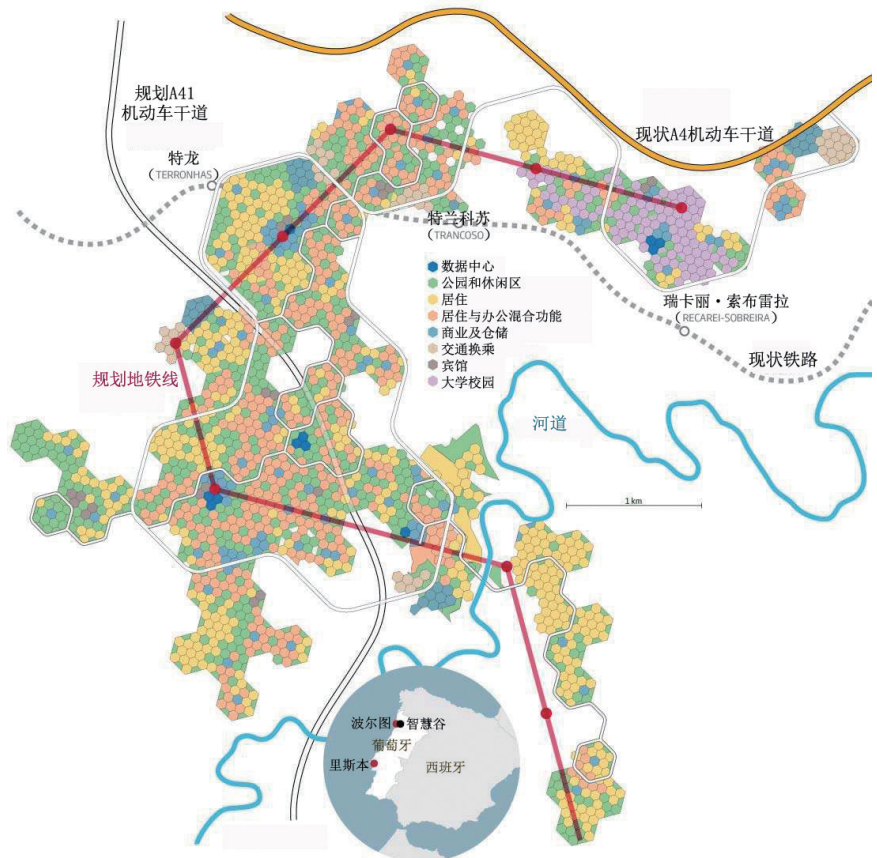 规划A41
机动车干道
特龙
(TERRONHAS)
现状A4机动车干道
特兰科苏
(TRANCOSO)
数据中心
公园和休闲区
居住
居住与办公混合功能
商业及仓储
交通换乘
宾馆
大学校园
瑞卡丽·索布雷拉
(RECAREI-SOBREIRA)
规划地铁线
现状铁路
河道
1 km
波尔图
智慧谷
葡萄牙
里斯本
西班牙